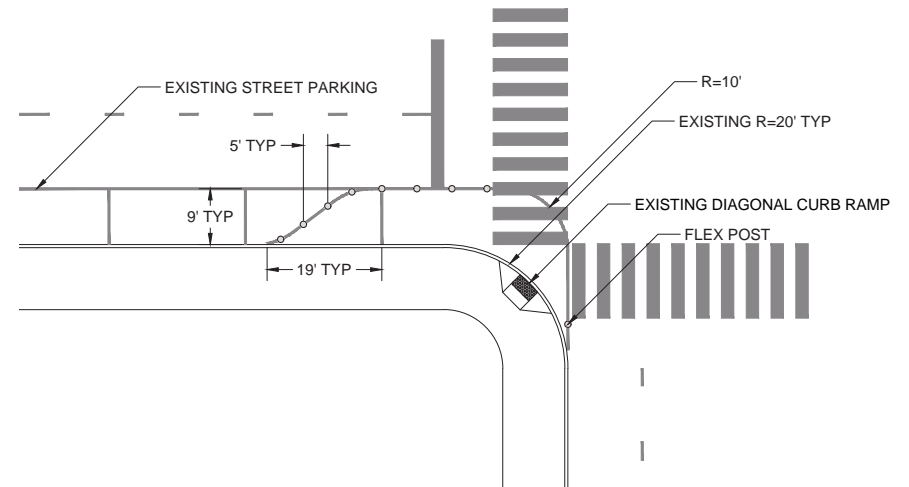 EXISTING STREET PARKING
R=10'
EXISTING R=20' TYP
5' TYP
EXISTING DIAGONAL CURB RAMP
9' TYP
FLEX POST
19' TYP